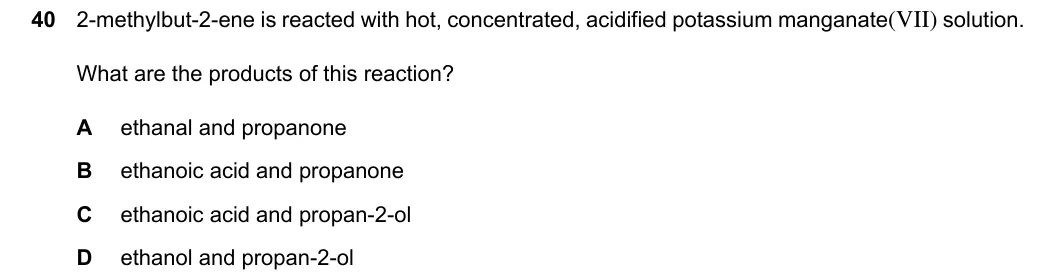 40 2-methylbut-2-ene is reacted with hot, concentrated, acidified potassium manganate(VII) solution.
What are the products of this reaction?
A ethanal and propanone
B ethanoic acid and propanone
C ethanoic acid and propan-2-ol
D ethanol and propan-2-ol